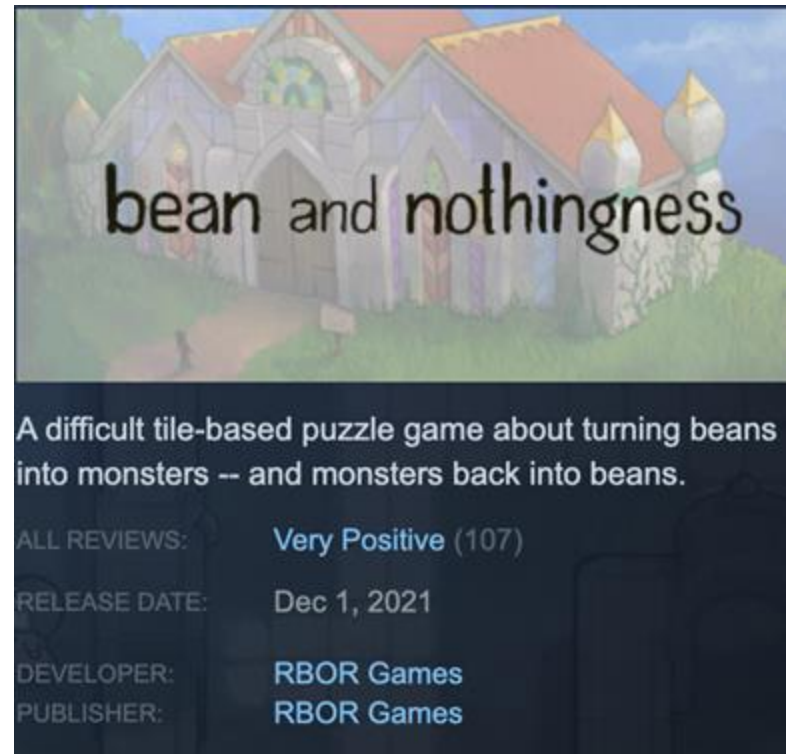 bean and nothingness
A difficult tile-based puzzle game about turning beans
into monsters -- and monsters back into beans.
ALL REVIEWS: Very Positive (107)
RELEASE DATE: Dec 1, 2021
DEVELOPER: RBOR Games
PUBLISHER: RBOR Games